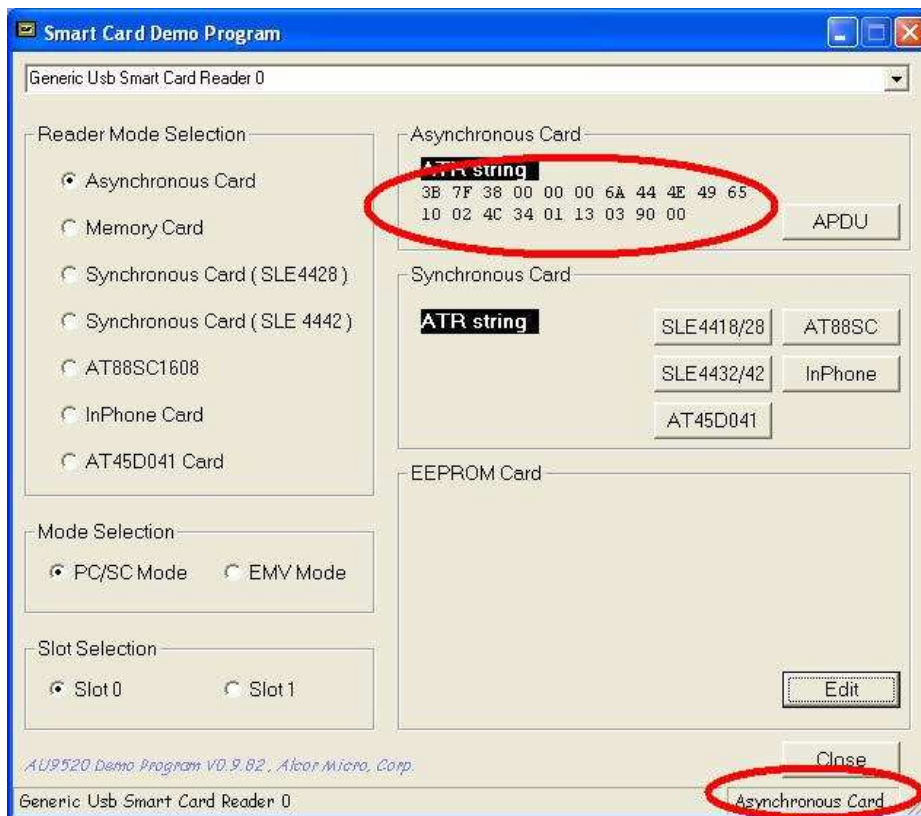 Smart Card Demo Program
Generic Usb Smart Card Reader 0
Reader Mode Selection
Asynchronous Card
Memory Card
Synchronous Card ( SLE4428 )
Synchronous Card ( SLE 4442 )
AT88SC1608
InPhone Card
AT45D041 Card
Mode Selection
PC/SC Mode
EMV Mode
Slot Selection
Slot 0
Slot 1
Asynchronous Card
ATR string
3B 7F 38 00 00 00 6A 44 4E 49 65
10 02 4C 34 01 13 03 90 00
APDU
Synchronous Card
ATR string
SLE4418/28
AT88SC
SLE4432/42
InPhone
AT45D041
EEPROM Card
Edit
AU9520 Demo Program V0.9.82 , Alcor Micro, Corp.
Close
Generic Usb Smart Card Reader 0
Asynchronous Card